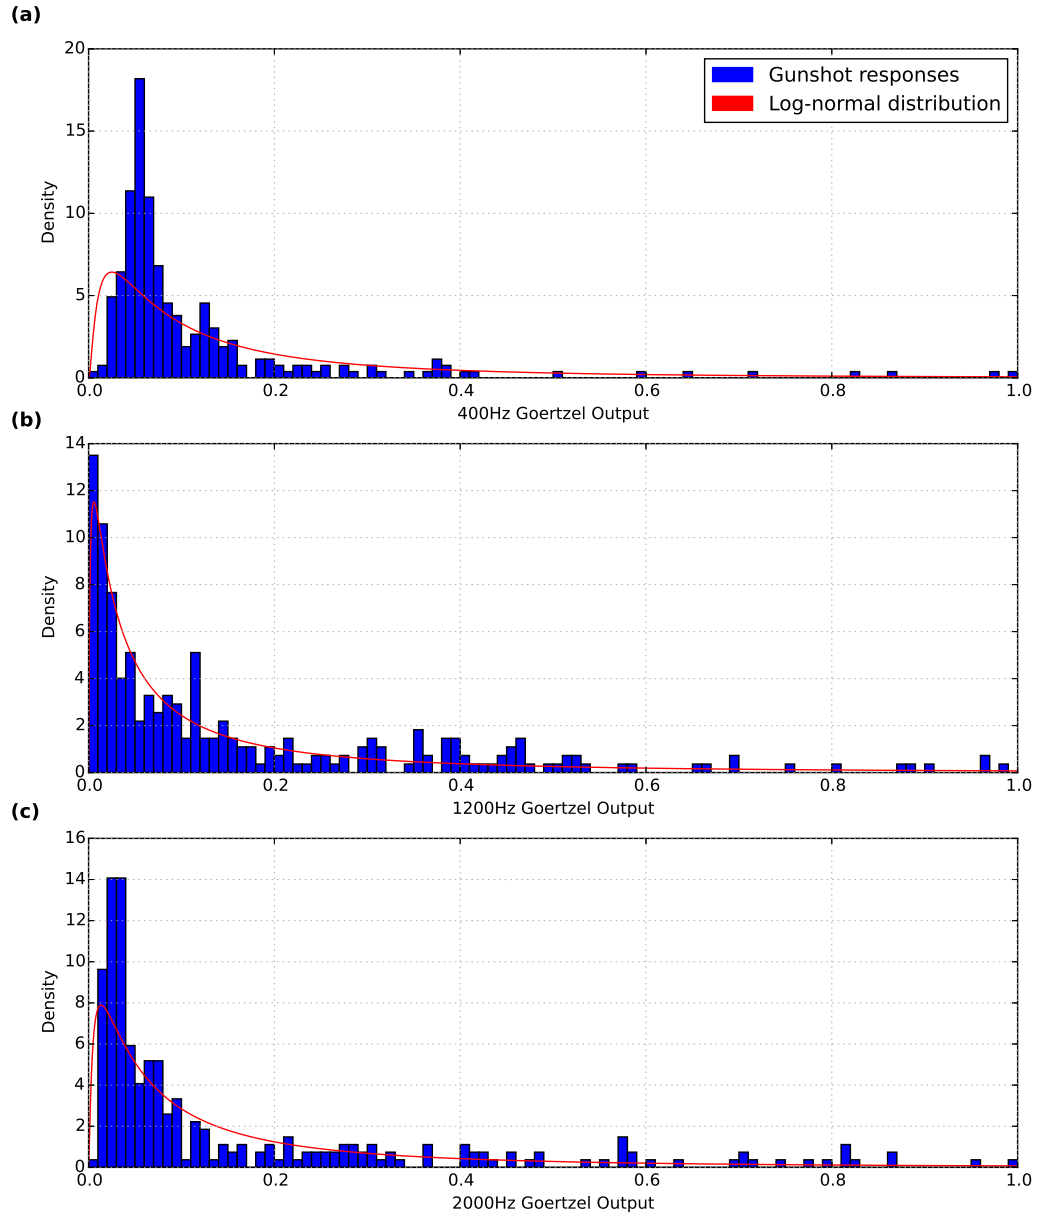 (a)
20
15
10
5
0
Density
Gunshot responses
Log-normal distribution
0.0 0.2 0.4 0.6 0.8 1.0
400Hz Goertzel Output
(b)
14
12
10
8
6
4
2
0
Density
0.0 0.2 0.4 0.6 0.8 1.0
1200Hz Goertzel Output
(c)
16
14
12
10
8
6
4
2
0
Density
0.0 0.2 0.4 0.6 0.8 1.0
2000Hz Goertzel Output